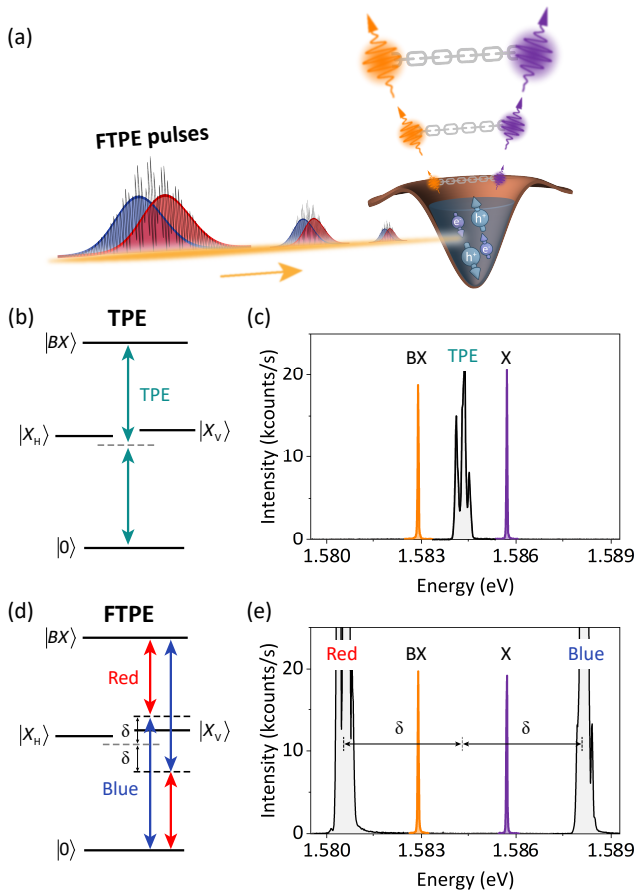 (a)
FTPE pulses
e⁻ h⁺
h⁺ e⁻
(b) TPE
|BX⟩
TPE
|X_H⟩ |X_V⟩
|0⟩
(c)
BX TPE X
Intensity (kcounts/s)
20
10
0
1.580 1.583 1.586 1.589
Energy (eV)
(d) FTPE
|BX⟩
Red
|X_H⟩ δ |X_V⟩
δ
Blue
|0⟩
(e)
Red BX X Blue
δ δ
Intensity (kcounts/s)
20
10
0
1.580 1.583 1.586 1.589
Energy (eV)